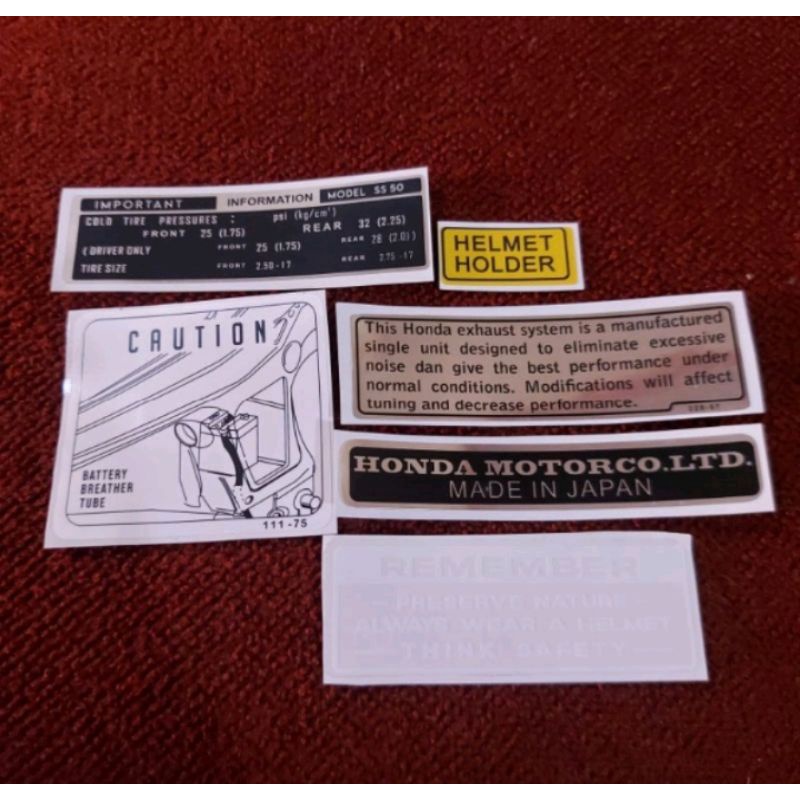 IMPORTANT INFORMATION MODEL SS 50
COLD TIRE PRESSURES : psi (kg/cm²)
FRONT 25 (1.75) REAR 32 (2.25)
(DRIVER ONLY FRONT 25 (1.75) REAR 28 (2.0))
TIRE SIZE FRONT 2.50-17 REAR 2.75-17
HELMET
HOLDER
CAUTION
BATTERY
BREATHER
TUBE
111-75
This Honda exhaust system is a manufactured
single unit designed to eliminate excessive
noise dan give the best performance under
normal conditions. Modifications will affect
tuning and decrease performance.
HONDA MOTORCO.LTD.
MADE IN JAPAN
REMEMBER
PRESERVE NATURE
ALWAYS WEAR A HELMET
THINK! SAFETY